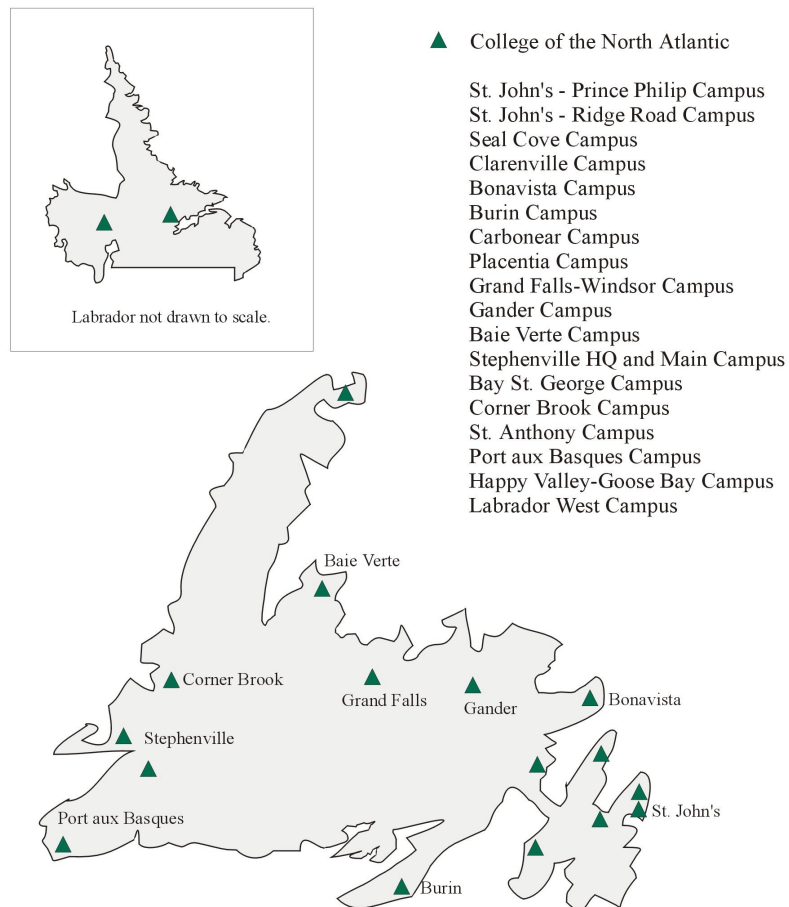 College of the North Atlantic
St. John's - Prince Philip Campus
St. John's - Ridge Road Campus
Seal Cove Campus
Clarenville Campus
Bonavista Campus
Burin Campus
Carbonear Campus
Placentia Campus
Grand Falls-Windsor Campus
Gander Campus
Baie Verte Campus
Stephenville HQ and Main Campus
Bay St. George Campus
Corner Brook Campus
St. Anthony Campus
Port aux Basques Campus
Happy Valley-Goose Bay Campus
Labrador West Campus
Labrador not drawn to scale.
Baie Verte
Corner Brook
Grand Falls
Gander
Bonavista
Stephenville
St. John's
Port aux Basques
Burin